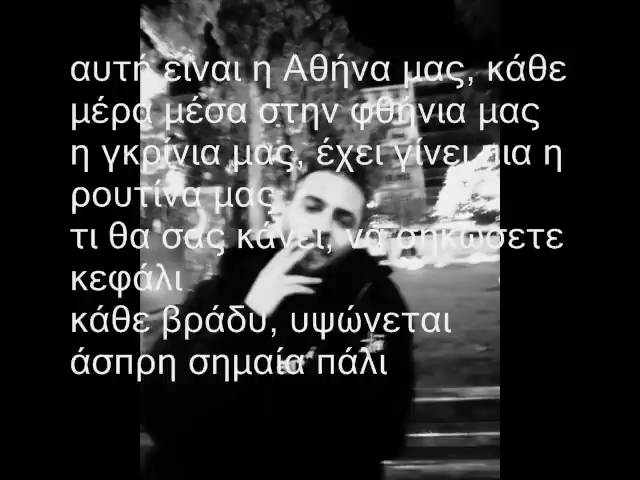 αυτή είναι η Αθήνα μας, κάθε
μέρα μέσα στην φθήνια μας
η γκρίνια μας, έχει γίνει πια η
ρουτίνα μας
τι θα σας κάνει, να σηκώσετε
κεφάλι
κάθε βράδυ, υψώνεται
άσπρη σημαία πάλι